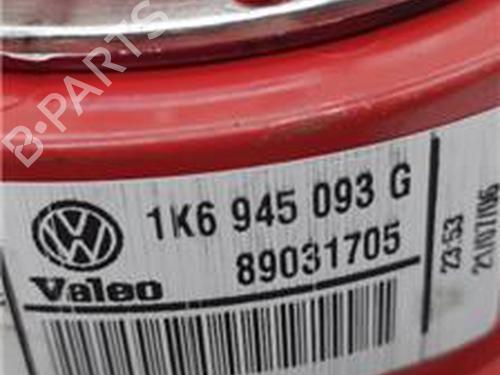 B-PARTS
1K6 945 093 G
89031705
Valeo
23:53
21/07/06